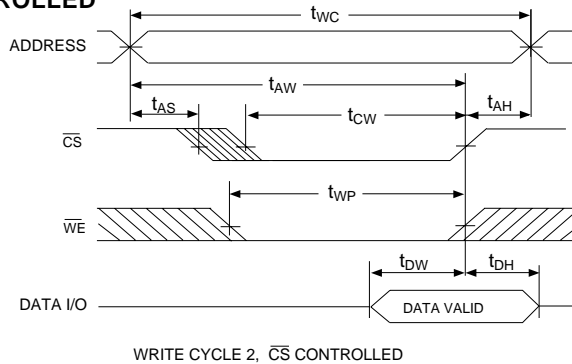 ROLLED
tWC
ADDRESS
tAW
tAS
tCW
tAH
CS
tWP
WE
tDW
tDH
DATA I/O
DATA VALID
WRITE CYCLE 2, CS CONTROLLED